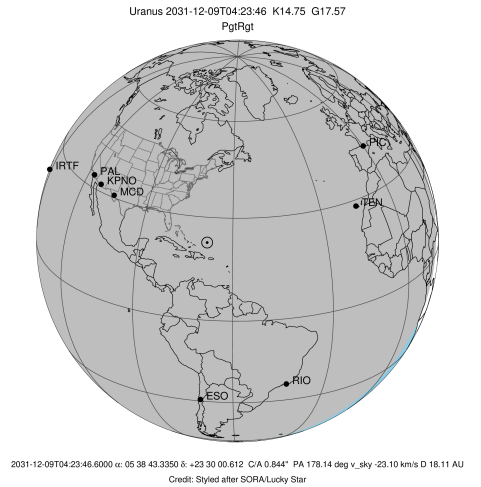 Uranus 2031-12-09T04:23:46 K14.75 G17.57
PgtRgt
PIC
IRTF
PAL
KPNO
MCD
TEN
RIO
ESO
2031-12-09T04:23:46.6000 α: 05 38 43.3350 δ: +23 30 00.612 C/A 0.844" PA 178.14 deg v_sky -23.10 km/s D 18.11 AU
Credit: Styled after SORA/Lucky Star